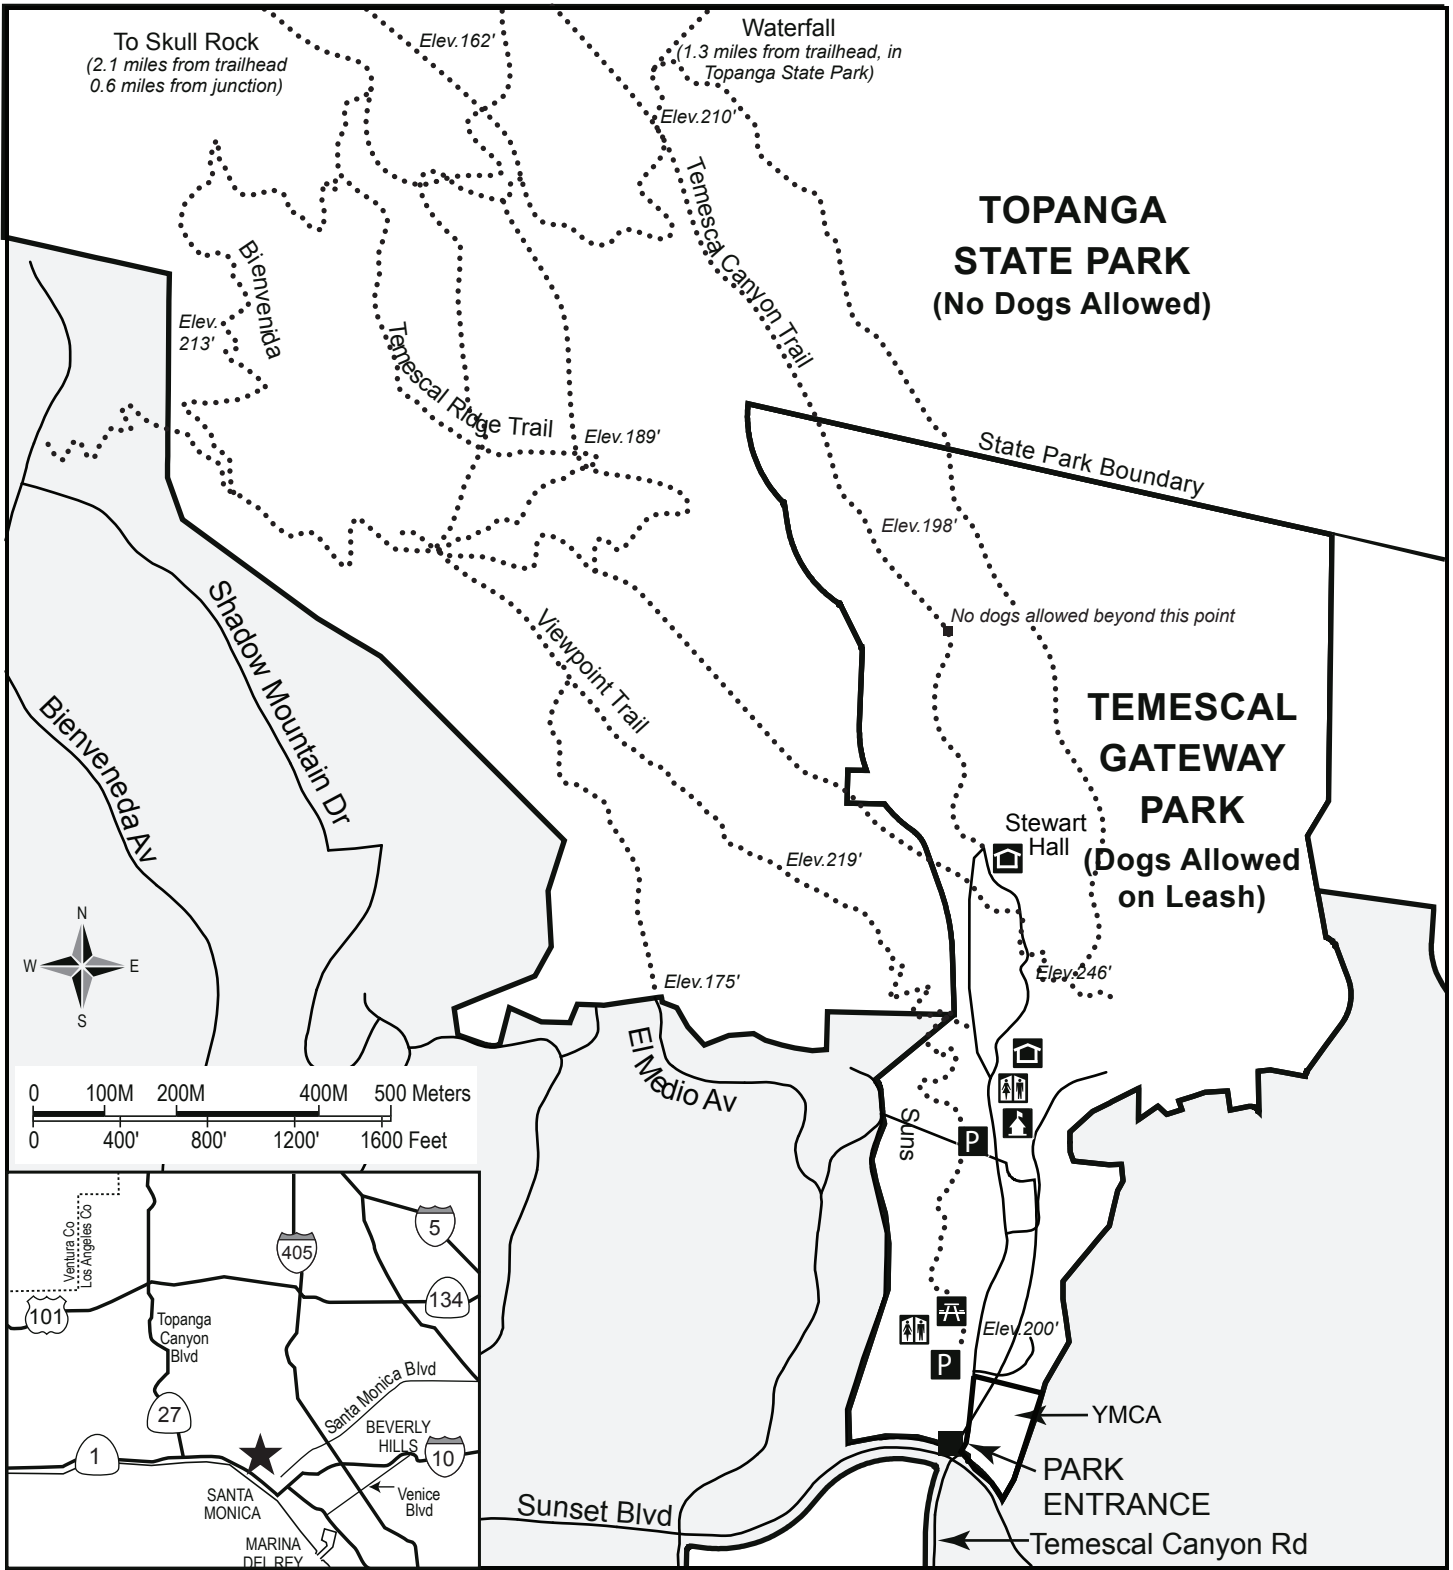 To Skull Rock
(2.1 miles from trailhead
0.6 miles from junction)
Elev.162'
Waterfall
(1.3 miles from trailhead, in
Topanga State Park)
Elev.210'
Temescal Canyon Trail
TOPANGA
STATE PARK
(No Dogs Allowed)
Bienvenida
Elev.
213'
Temescal Ridge Trail
Elev.189'
State Park Boundary
Elev.198'
No dogs allowed beyond this point
Shadow Mountain Dr
Viewpoint Trail
Bienveneda Av
TEMESCAL
GATEWAY
PARK
(Dogs Allowed
on Leash)
Stewart
Hall
Elev.219'
N
W
E
S
Elev.175'
Elev.246'
El Medio Av
0 100M 200M 400M 500 Meters
0 400' 800' 1200' 1600 Feet
Suns
P
Ventura Co
Los Angeles Co
5
405
101
134
Topanga
Canyon
Blvd
27
Santa Monica Blvd
BEVERLY
HILLS
1
10
SANTA
MONICA
Venice
Blvd
MARINA
DEL REY
Elev.200'
P
YMCA
PARK
ENTRANCE
Sunset Blvd
Temescal Canyon Rd